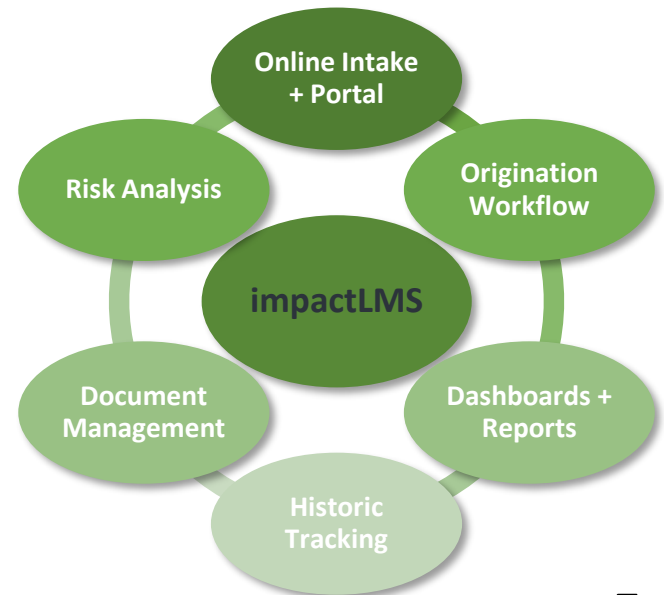 Online Intake
+ Portal
Risk Analysis
Origination
Workflow
impactLMS
Document
Management
Dashboards +
Reports
Historic
Tracking